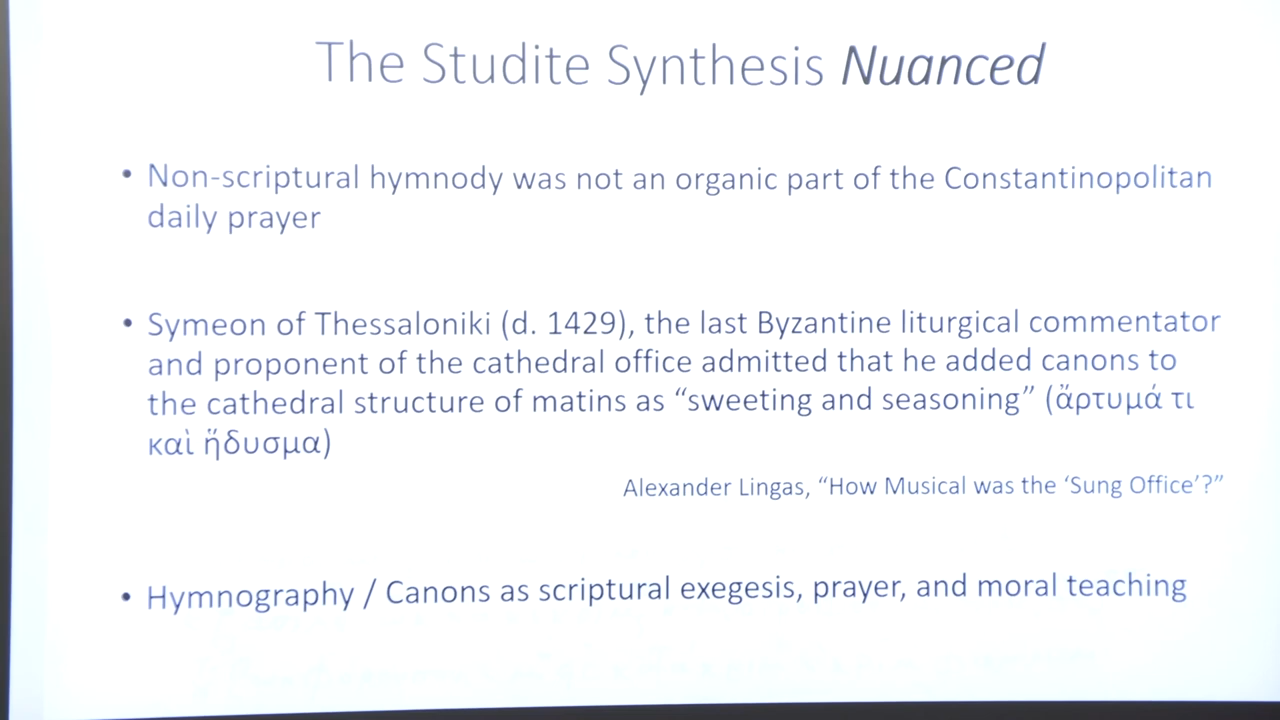 The Studite Synthesis Nuanced
• Non-scriptural hymnody was not an organic part of the Constantinopolitan
daily prayer
• Symeon of Thessaloniki (d. 1429), the last Byzantine liturgical commentator
and proponent of the cathedral office admitted that he added canons to
the cathedral structure of matins as “sweeting and seasoning” (ἄρτυμά τι
καὶ ἥδυσμα)
Alexander Lingas, “How Musical was the ‘Sung Office’?”
• Hymnography / Canons as scriptural exegesis, prayer, and moral teaching